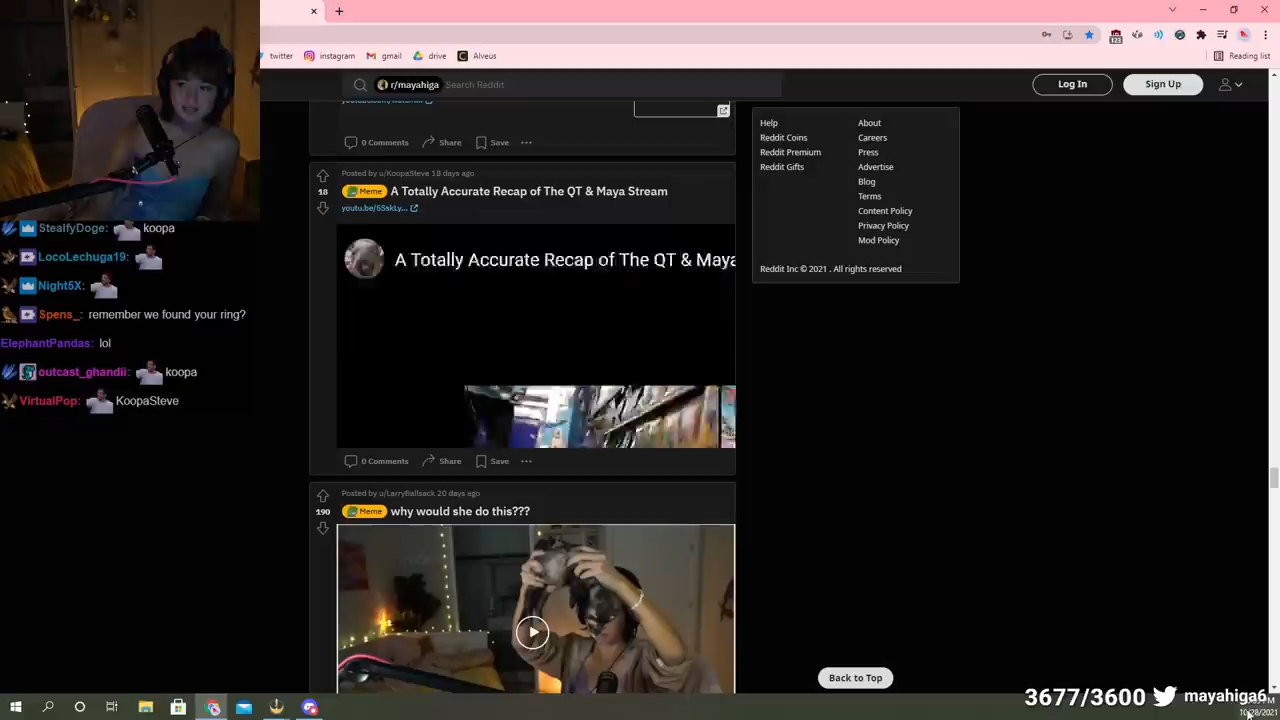 twitter
instagram
gmail
drive
Alveus
Reading list
123
r/mayahiga
Search Reddit
Log In
Sign Up
0 Comments
Share
Save
Posted by u/KoopaSteve 18 days ago
18
Meme
A Totally Accurate Recap of The QT & Maya Stream
A Totally Accurate Recap of The QT & Maya
0 Comments
Share
Save
Posted by u/LarryBallsack 20 days ago
190
Meme
why would she do this???
Help
About
Reddit Coins
Careers
Reddit Premium
Press
Reddit Gifts
Advertise
Blog
Terms
Content Policy
Privacy Policy
Mod Policy
Reddit Inc © 2021 . All rights reserved
Back to Top
StealfyDoge: koopa
LocoLechuga19:
Night5X:
Spens_: remember we found your ring?
ElephantPandas: lol
outcast_ghandii: koopa
VirtualPop: KoopaSteve
3677/3600
mayahiga6
10/28/2021